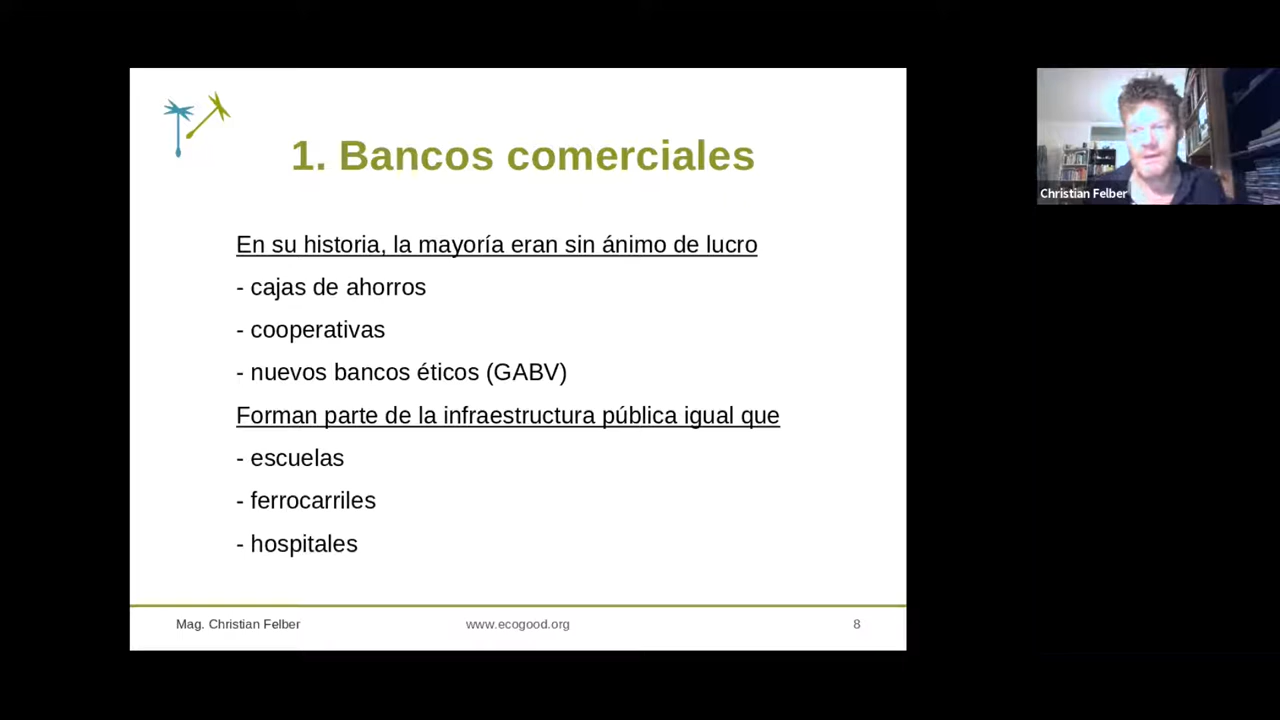 1. Bancos comerciales
En su historia, la mayoría eran sin ánimo de lucro
- cajas de ahorros
- cooperativas
- nuevos bancos éticos (GABV)
Forman parte de la infraestructura pública igual que
- escuelas
- ferrocarriles
- hospitales
Mag. Christian Felber
www.ecogood.org
8
Christian Felber